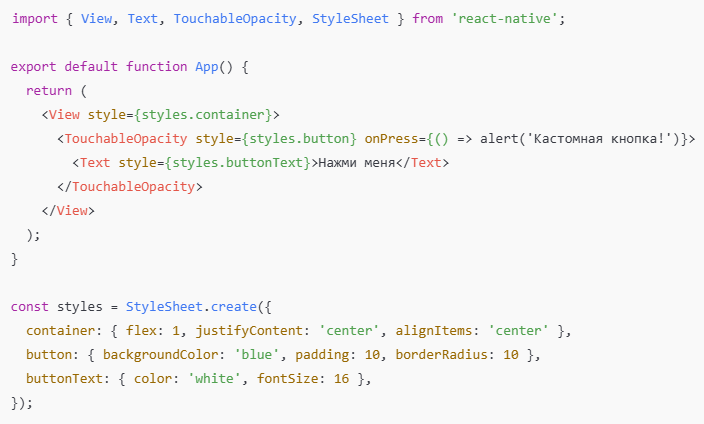 import { View, Text, TouchableOpacity, StyleSheet } from 'react-native';

export default function App() {
  return (
    <View style={styles.container}>
      <TouchableOpacity style={styles.button} onPress={() => alert('Кастомная кнопка!')}>
        <Text style={styles.buttonText}>Нажми меня</Text>
      </TouchableOpacity>
    </View>
  );
}

const styles = StyleSheet.create({
  container: { flex: 1, justifyContent: 'center', alignItems: 'center' },
  button: { backgroundColor: 'blue', padding: 10, borderRadius: 10 },
  buttonText: { color: 'white', fontSize: 16 },
});